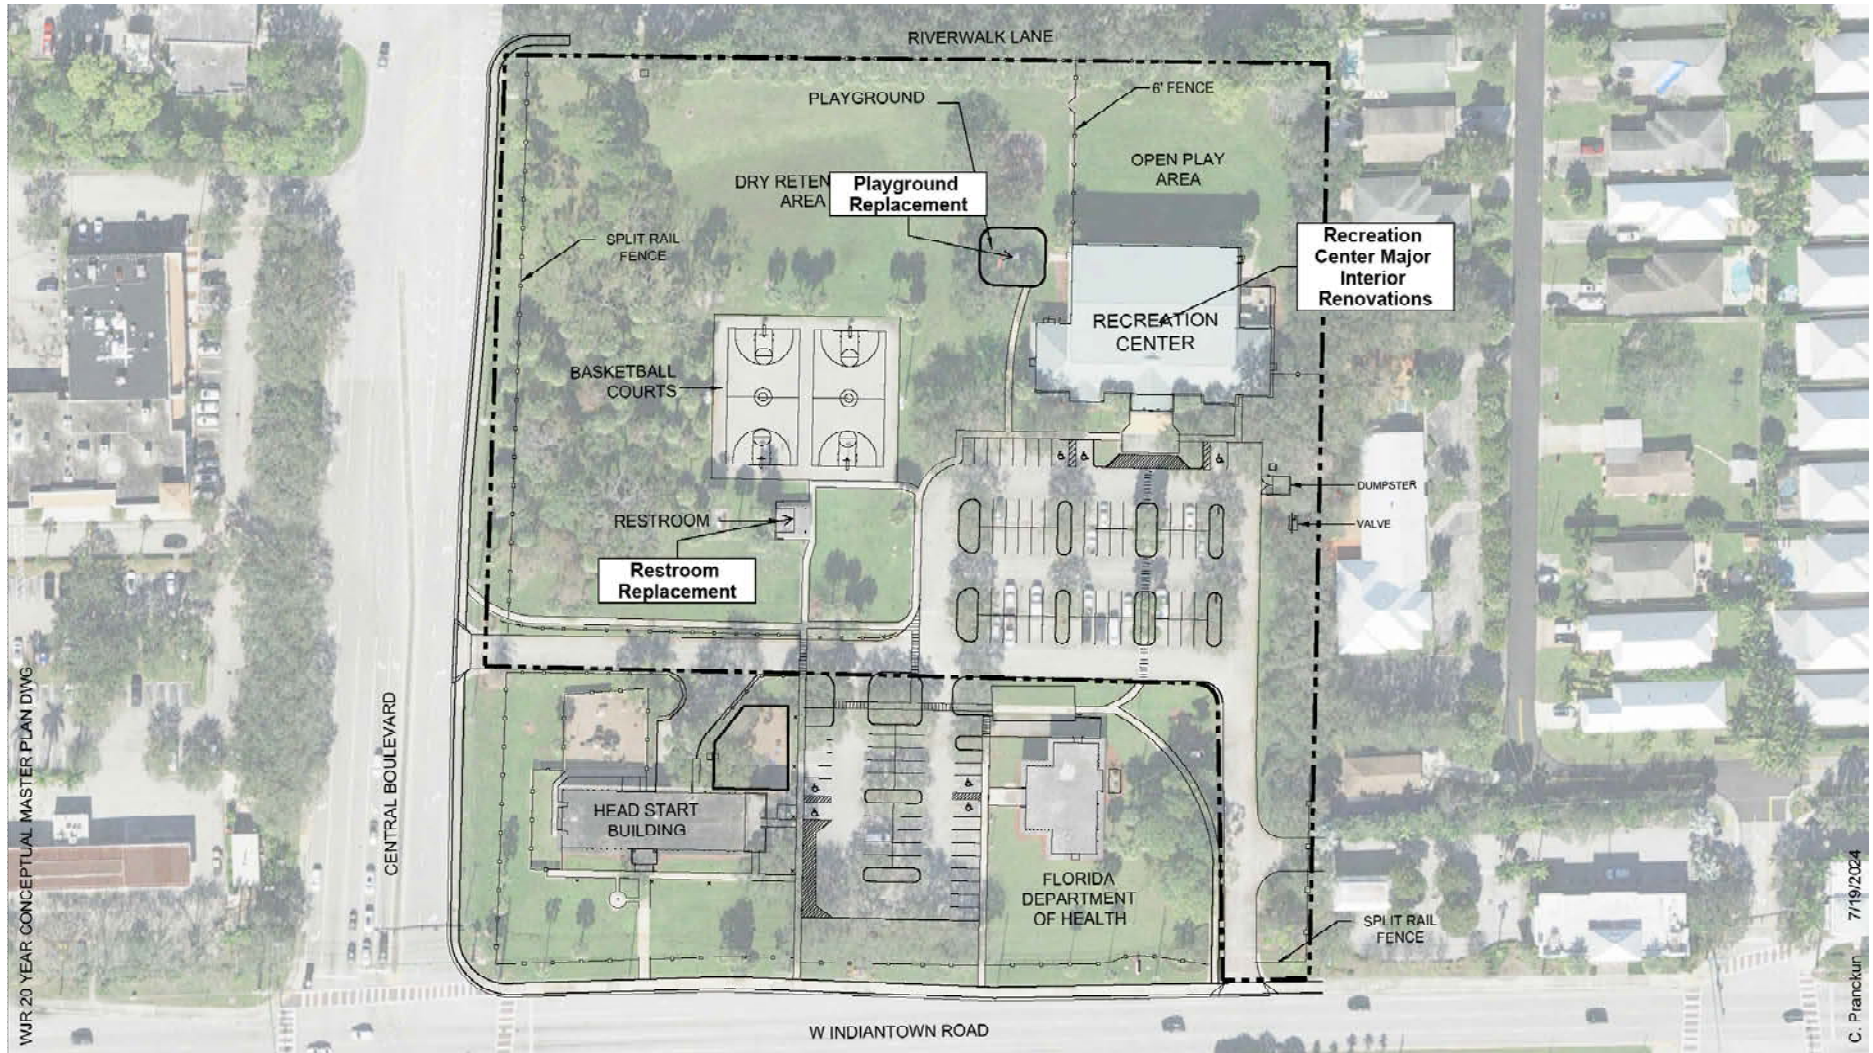 RIVERWALK LANE
PLAYGROUND
6' FENCE
OPEN PLAY
AREA
DRY RETEN
AREA
Playground
Replacement
SPLIT RAIL
FENCE
Recreation
Center Major
Interior
Renovations
RECREATION
CENTER
BASKETBALL
COURTS
DUMPSTER
RESTROOM
VALVE
Restroom
Replacement
CENTRAL BOULEVARD
HEAD START
BUILDING
FLORIDA
DEPARTMENT
OF HEALTH
SPLIT RAIL
FENCE
W INDIANTOWN ROAD
WJR 20 YEAR CONCEPTUAL MASTER PLAN.DWG
C. Pranckun 7/19/2024